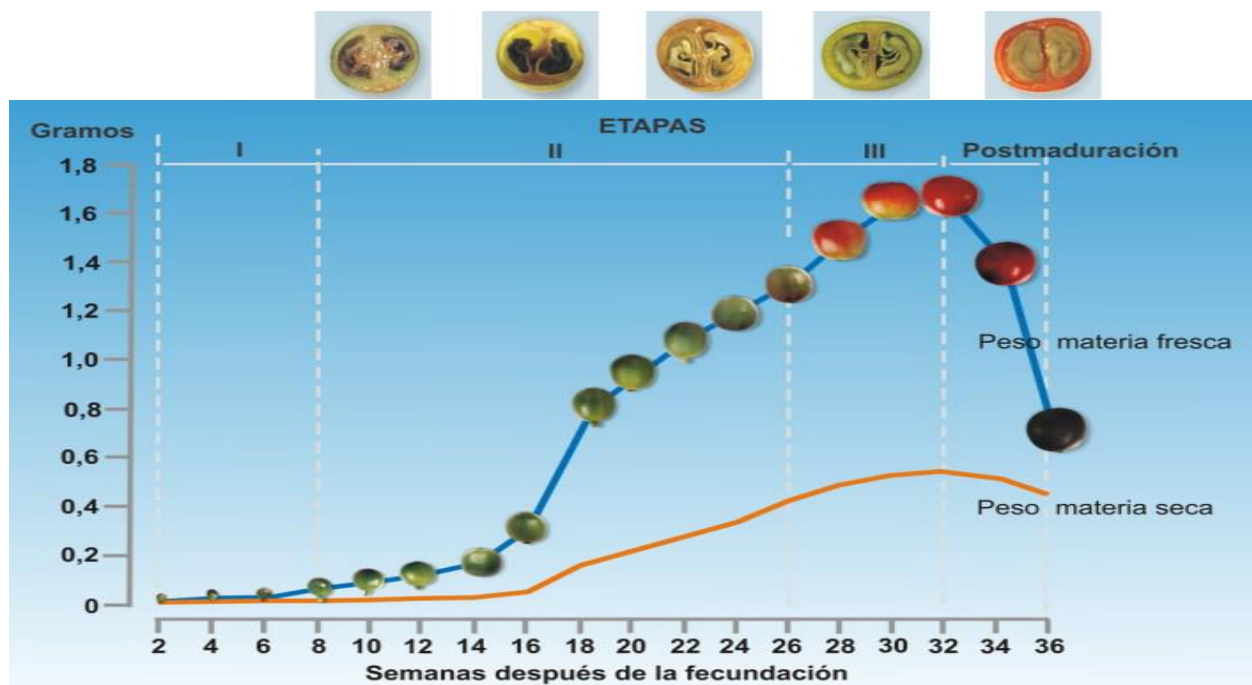 Gramos
ETAPAS
I II III Postmaduración
1,8
1,6
1,4
1,2
1,0
0,8
0,6
0,4
0,2
0
Peso materia fresca
Peso materia seca
2 4 6 8 10 12 14 16 18 20 22 24 26 28 30 32 34 36
Semanas después de la fecundación